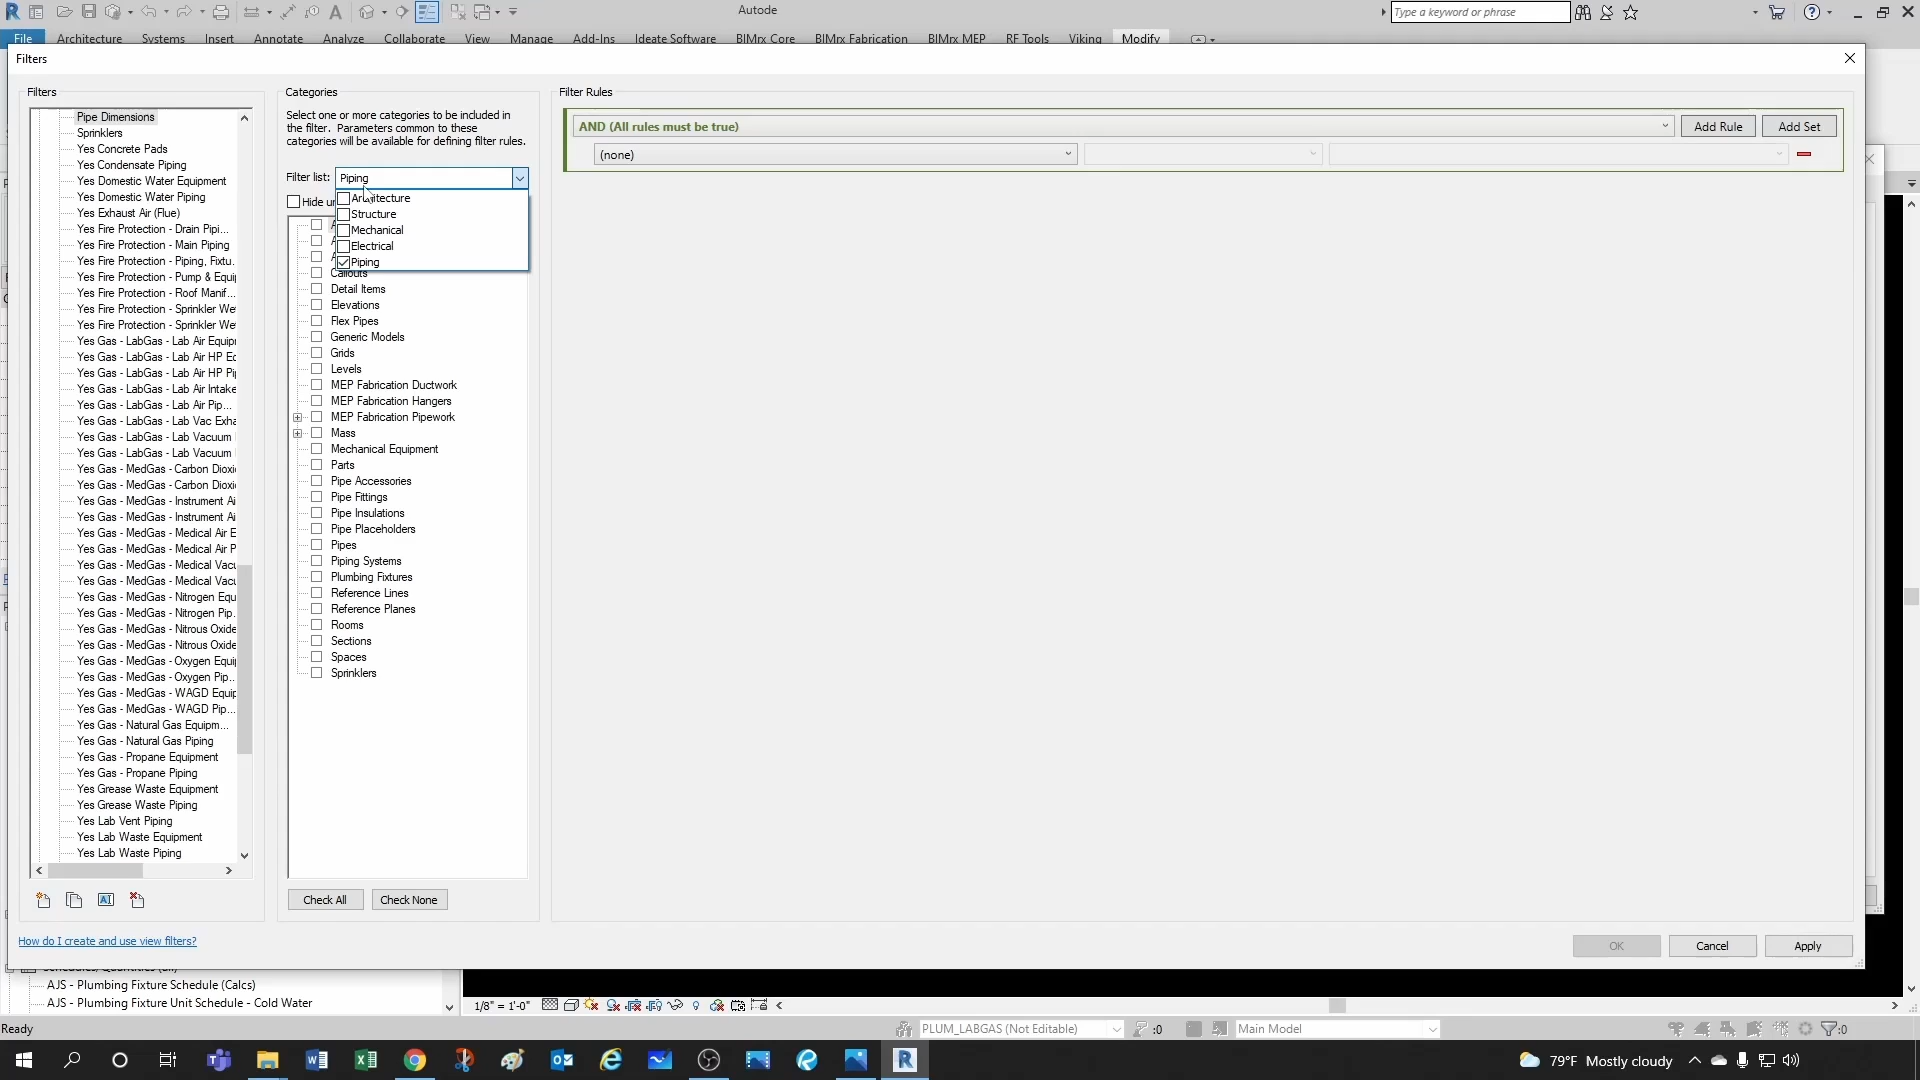 Autode
Type a keyword or phrase
File Architecture Systems Insert Annotate Analyze Collaborate View Manage Add-Ins Ideate Software BIMrx Core BIMrx Fabrication BIMrx MEP RF Tools Viking Modify
Filters
Filters
Pipe Dimensions
Sprinklers
Yes Concrete Pads
Yes Condensate Piping
Yes Domestic Water Equipment
Yes Domestic Water Piping
Yes Exhaust Air (Flue)
Yes Fire Protection - Drain Pipi...
Yes Fire Protection - Main Piping
Yes Fire Protection - Piping, Fixtu
Yes Fire Protection - Pump & Equi
Yes Fire Protection - Roof Manif...
Yes Fire Protection - Sprinkler We
Yes Fire Protection - Sprinkler We
Yes Gas - LabGas - Lab Air Equip
Yes Gas - LabGas - Lab Air HP Ec
Yes Gas - LabGas - Lab Air HP Pi
Yes Gas - LabGas - Lab Air Intake
Yes Gas - LabGas - Lab Air Pip...
Yes Gas - LabGas - Lab Vac Exha
Yes Gas - LabGas - Lab Vacuum
Yes Gas - LabGas - Lab Vacuum
Yes Gas - MedGas - Carbon Dioxi
Yes Gas - MedGas - Carbon Dioxi
Yes Gas - MedGas - Instrument Ai
Yes Gas - MedGas - Instrument Ai
Yes Gas - MedGas - Medical Air E
Yes Gas - MedGas - Medical Air P
Yes Gas - MedGas - Medical Vacu
Yes Gas - MedGas - Medical Vacu
Yes Gas - MedGas - Nitrogen Equ
Yes Gas - MedGas - Nitrogen Pip
Yes Gas - MedGas - Nitrous Oxide
Yes Gas - MedGas - Nitrous Oxide
Yes Gas - MedGas - Oxygen Equi
Yes Gas - MedGas - Oxygen Pip...
Yes Gas - MedGas - WAGD Equip
Yes Gas - MedGas - WAGD Pip...
Yes Gas - Natural Gas Equipm...
Yes Gas - Natural Gas Piping
Yes Gas - Propane Equipment
Yes Gas - Propane Piping
Yes Grease Waste Equipment
Yes Grease Waste Piping
Yes Lab Vent Piping
Yes Lab Waste Equipment
Yes Lab Waste Piping
Categories
Select one or more categories to be included in
the filter. Parameters common to these
categories will be available for defining filter rules.
Filter list: Piping
Hide un
Architecture
Structure
Mechanical
Electrical
Piping
Callouts
Detail Items
Elevations
Flex Pipes
Generic Models
Grids
Levels
MEP Fabrication Ductwork
MEP Fabrication Hangers
MEP Fabrication Pipework
Mass
Mechanical Equipment
Parts
Pipe Accessories
Pipe Fittings
Pipe Insulations
Pipe Placeholders
Pipes
Piping Systems
Plumbing Fixtures
Reference Lines
Reference Planes
Rooms
Sections
Spaces
Sprinklers
Check All Check None
Filter Rules
AND (All rules must be true) Add Rule Add Set
(none)
How do I create and use view filters?
OK Cancel Apply
AJS - Plumbing Fixture Schedule (Calcs)
AJS - Plumbing Fixture Unit Schedule - Cold Water
1/8" = 1'-0"
Ready
PLUM_LABGAS (Not Editable) :0 Main Model :0
79°F Mostly cloudy